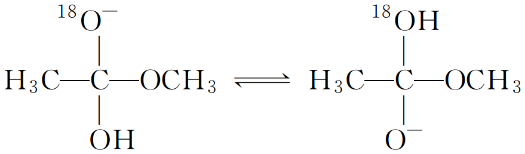 ¹⁸O⁻ ¹⁸OH
H₃C—C—OCH₃ ⇌ H₃C—C—OCH₃
OH O⁻